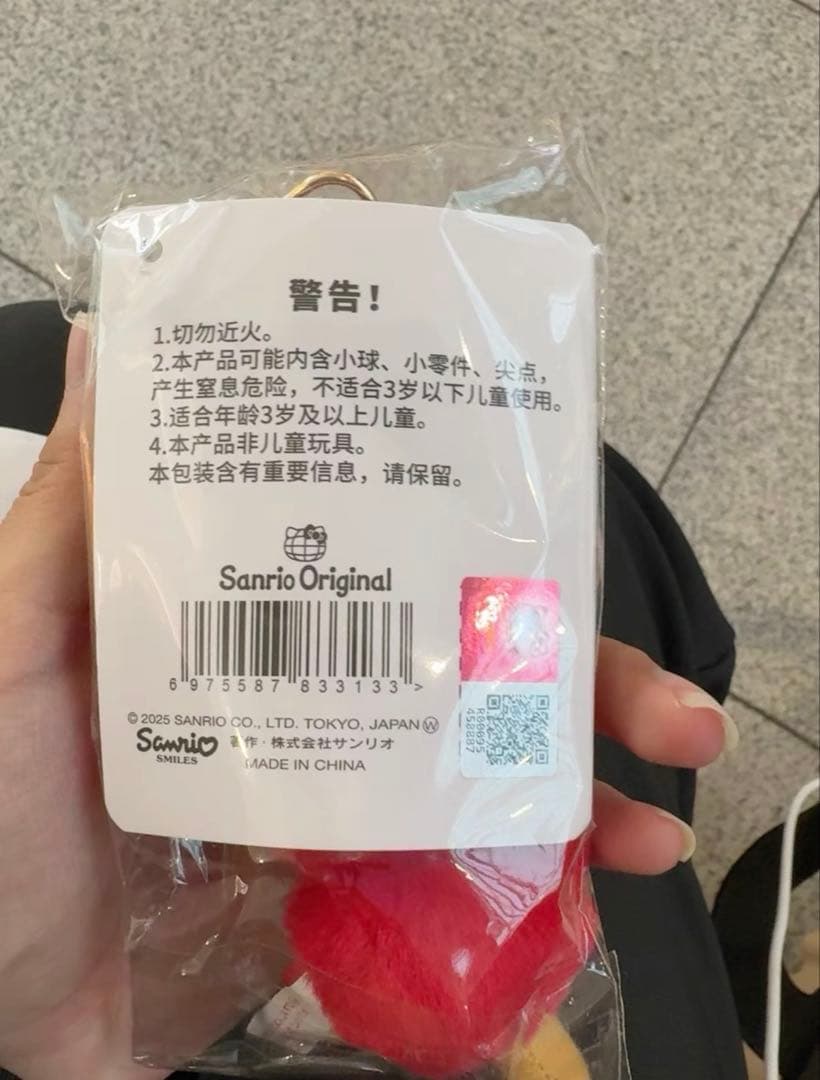 警告！
1.切勿近火。
2.本产品可能内含小球、小零件、尖点，
产生窒息危险，不适合3岁以下儿童使用。
3.适合年龄3岁及以上儿童。
4.本产品非儿童玩具。
本包装含有重要信息，请保留。
Sanrio Original
6 975587 833133 >
© 2025 SANRIO CO., LTD. TOKYO, JAPAN Ⓦ
Sanrio
SMILES
著作・株式会社サンリオ
MADE IN CHINA
R00095
458887